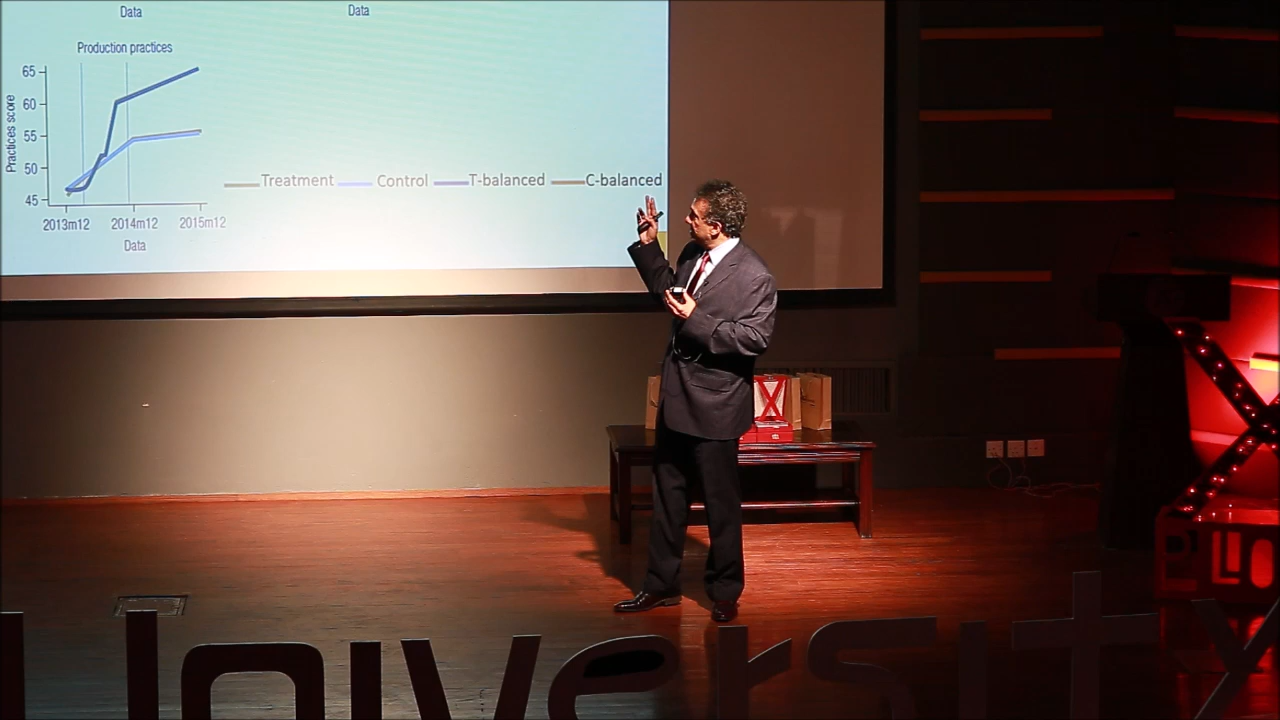 Data
Data
Production practices
65
60
55
50
45
Practices score
Treatment Control T-balanced C-balanced
2013m12 2014m12 2015m12
Data
X
University